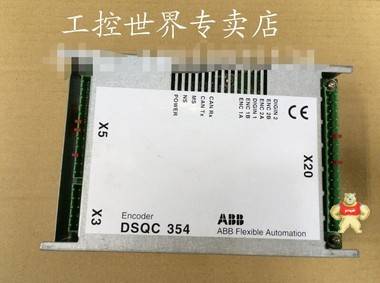 工控世界专卖店
X5
X3
POWER
NS
MS
CAN Tx
CAN Rx
ENC 1A
ENC 1B
DIGIN 1
ENC 2A
ENC 2B
DIGIN 2
CE
X20
Encoder
DSQC 354
ABB
ABB Flexible Automation